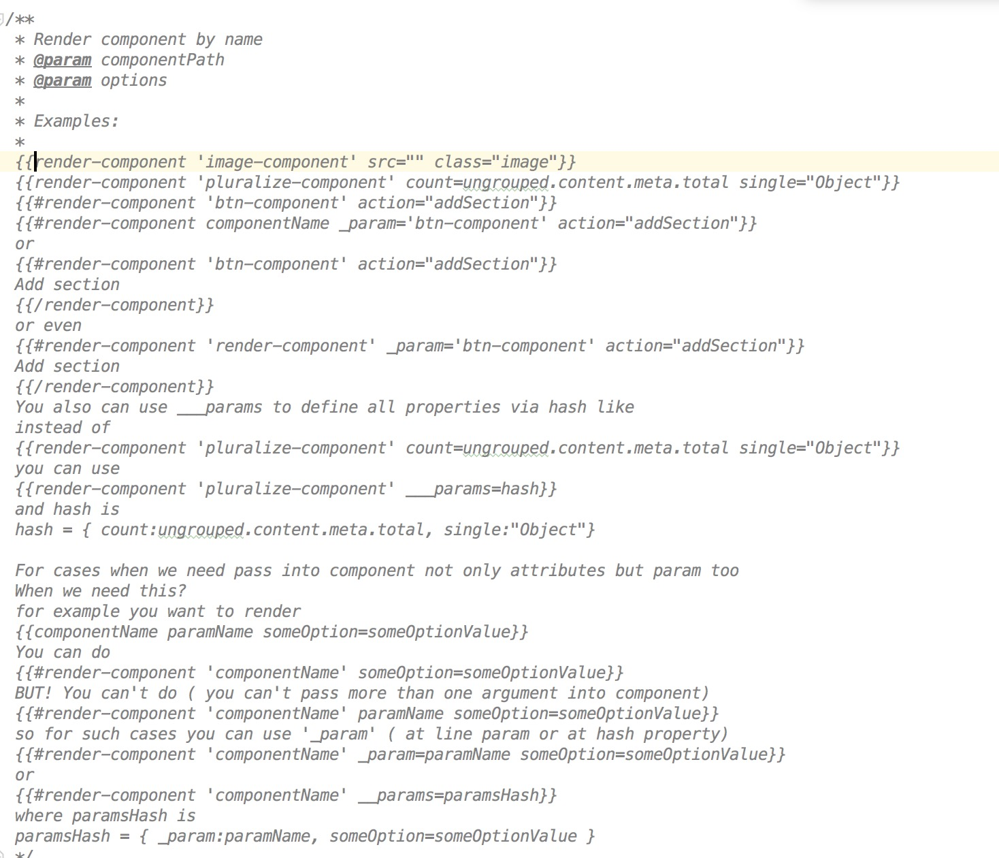 /**
* Render component by name
* @param componentPath
* @param options
*
* Examples:
*
{{render-component 'image-component' src="" class="image"}}
{{render-component 'pluralize-component' count=ungrouped.content.meta.total single="Object"}}
{{#render-component 'btn-component' action="addSection"}}
{{#render-component componentName _param='btn-component' action="addSection"}}
or
{{#render-component 'btn-component' action="addSection"}}
Add section
{{/render-component}}
or even
{{#render-component 'render-component' _param='btn-component' action="addSection"}}
Add section
{{/render-component}}
You also can use ___params to define all properties via hash like
instead of
{{render-component 'pluralize-component' count=ungrouped.content.meta.total single="Object"}}
you can use
{{render-component 'pluralize-component' ___params=hash}}
and hash is
hash = { count:ungrouped.content.meta.total, single:"Object"}

For cases when we need pass into component not only attributes but param too
When we need this?
for example you want to render
{{componentName paramName someOption=someOptionValue}}
You can do
{{#render-component 'componentName' someOption=someOptionValue}}
BUT! You can't do ( you can't pass more than one argument into component)
{{#render-component 'componentName' paramName someOption=someOptionValue}}
so for such cases you can use '_param' ( at line param or at hash property)
{{#render-component 'componentName' _param=paramName someOption=someOptionValue}}
or
{{#render-component 'componentName' __params=paramsHash}}
where paramsHash is
paramsHash = { _param:paramName, someOption=someOptionValue }
*/